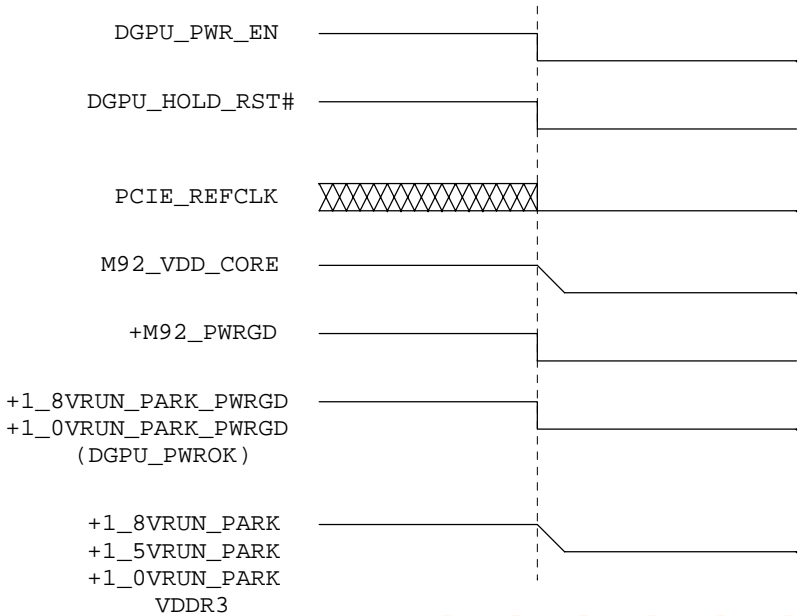 DGPU_PWR_EN
DGPU_HOLD_RST#
PCIE_REFCLK
M92_VDD_CORE
+M92_PWRGD
+1_8VRUN_PARK_PWRGD
+1_0VRUN_PARK_PWRGD
(DGPU_PWROK)
+1_8VRUN_PARK
+1_5VRUN_PARK
+1_0VRUN_PARK
VDDR3